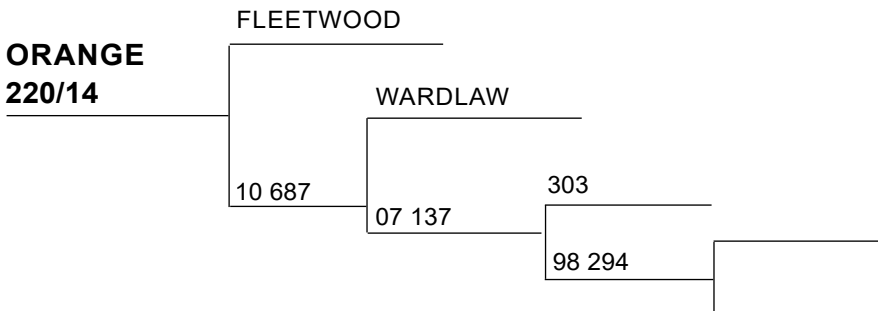 FLEETWOOD
ORANGE
220/14
WARDLAW
10 687
303
07 137
98 294